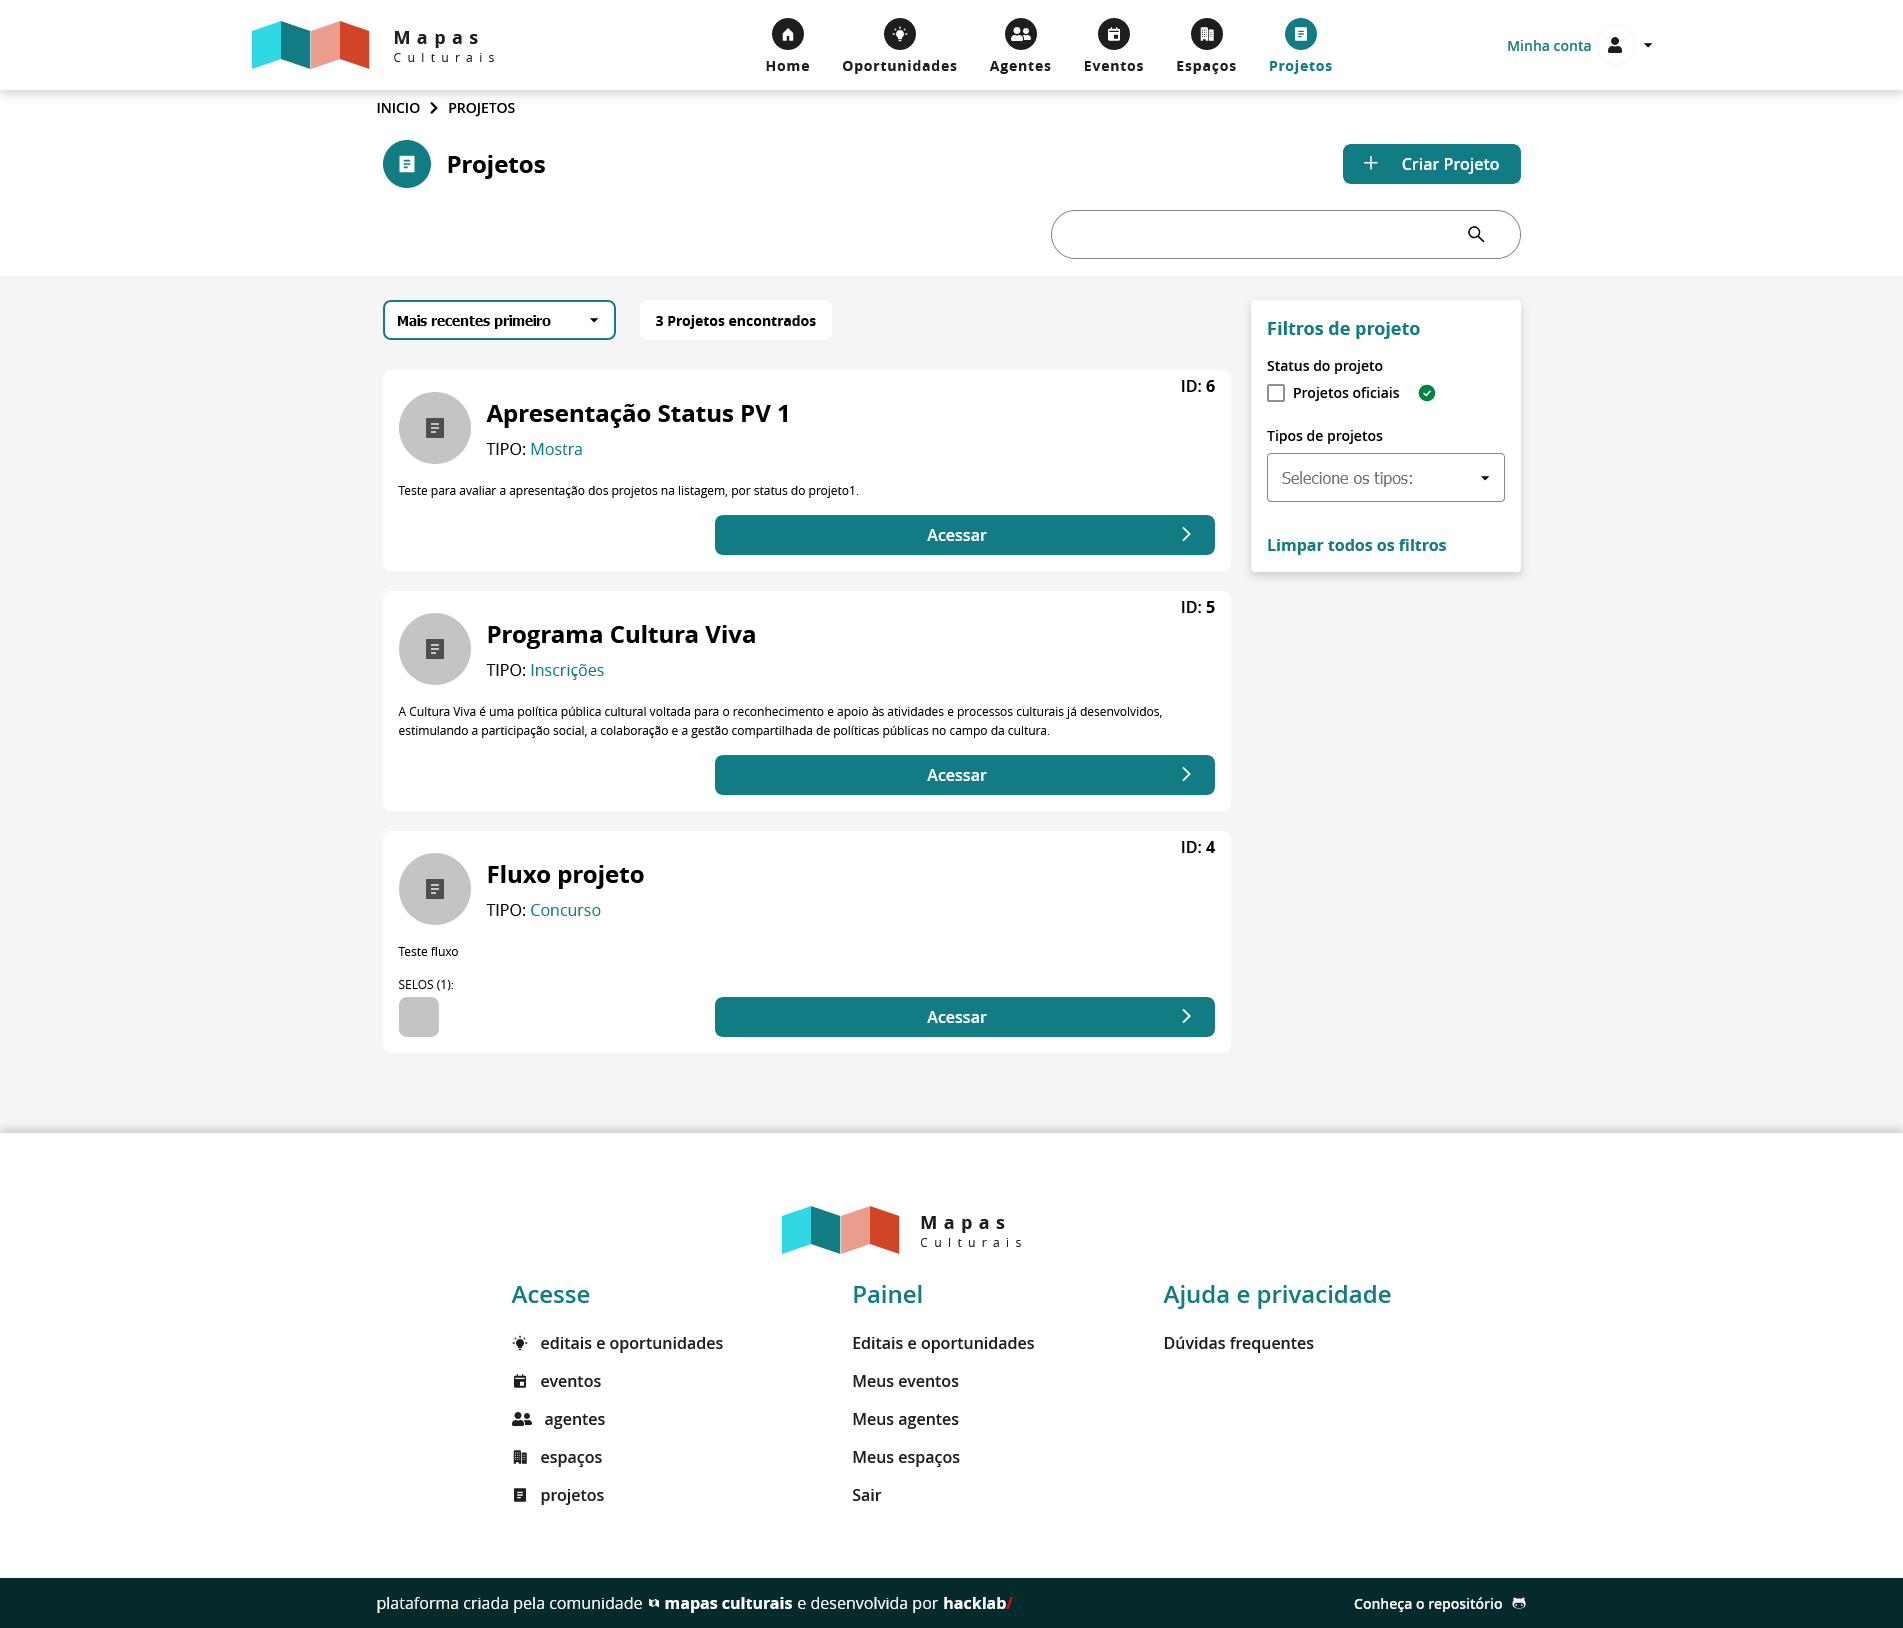 Mapas
Culturais
Home
Oportunidades
Agentes
Eventos
Espaços
Projetos
Minha conta
INICIO
PROJETOS
Projetos
Criar Projeto
Mais recentes primeiro
3 Projetos encontrados
ID: 6
Apresentação Status PV 1
TIPO: Mostra
Teste para avaliar a apresentação dos projetos na listagem, por status do projeto1.
Acessar
ID: 5
Programa Cultura Viva
TIPO: Inscrições
A Cultura Viva é uma política pública cultural voltada para o reconhecimento e apoio às atividades e processos culturais já desenvolvidos,
estimulando a participação social, a colaboração e a gestão compartilhada de políticas públicas no campo da cultura.
Acessar
ID: 4
Fluxo projeto
TIPO: Concurso
Teste fluxo
SELOS (1):
Acessar
Filtros de projeto
Status do projeto
Projetos oficiais
Tipos de projetos
Selecione os tipos:
Limpar todos os filtros
Mapas
Culturais
Acesse
editais e oportunidades
eventos
agentes
espaços
projetos
Painel
Editais e oportunidades
Meus eventos
Meus agentes
Meus espaços
Sair
Ajuda e privacidade
Dúvidas frequentes
plataforma criada pela comunidade mapas culturais e desenvolvida por hacklab/
Conheça o repositório